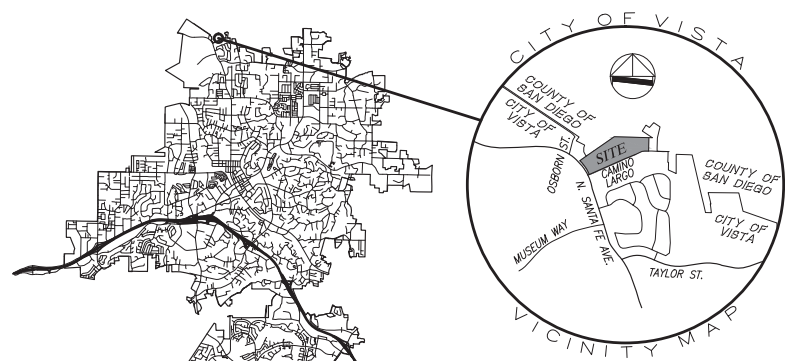 CITY OF VISTA
COUNTY OF
SAN DIEGO
CITY OF
VISTA
OSBORN ST.
SITE
CAMINO
LARGO
COUNTY OF
SAN DIEGO
N. SANTA FE AVE.
CITY OF
VISTA
MUSEUM WAY
TAYLOR ST.
VICINITY MAP